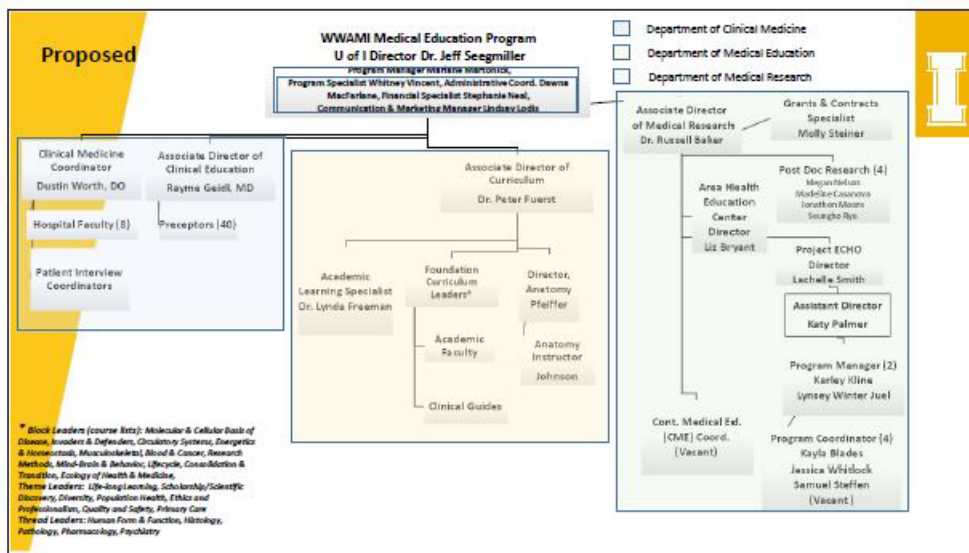 Proposed
WWAMI Medical Education Program
U of I Director Dr. Jeff Seegmiller
Program Manager Marlane Martonick,
Program Specialist Whitney Vincent, Administrative Coord. Dawna
MacFarlane, Financial Specialist Stephanie Neal,
Communication & Marketing Manager Lindsay Lodis
Department of Clinical Medicine
Department of Medical Education
Department of Medical Research
Clinical Medicine
Coordinator
Dustin Worth, DO
Hospital Faculty (8)
Patient Interview
Coordinators
Associate Director of
Clinical Education
Rayme Geidl, MD
Preceptors (40)
Associate Director of
Curriculum
Dr. Peter Fuerst
Academic
Learning Specialist
Dr. Lynda Freeman
Foundation
Curriculum
Leaders*
Academic
Faculty
Clinical Guides
Director,
Anatomy
Pfeiffer
Anatomy
Instructor
Johnson
Associate Director
of Medical Research
Dr. Russell Baker
Grants & Contracts
Specialist
Molly Steiner
Post Doc Research (4)
Megan Nelson
Madeline Casanova
Jonathan Moore
Seungho Ryu
Area Health
Education
Center
Director
Liz Bryant
Project ECHO
Director
Lachelle Smith
Assistant Director
Katy Palmer
Program Manager (2)
Karley Kline
Lynsey Winter Juel
Cont. Medical Ed.
(CME) Coord.
(Vacant)
Program Coordinator (4)
Kayla Blades
Jessica Whitlock
Samuel Steffen
(Vacant)
* Block Leaders (course lists): Molecular & Cellular Basis of
Disease, Invaders & Defenders, Circulatory Systems, Energetics
& Homeostasis, Musculoskeletal, Blood & Cancer, Research
Methods, Mind-Brain & Behavior, Lifecycle, Consolidation &
Transition, Ecology of Health & Medicine,
Theme Leaders: Life-long Learning, Scholarship/Scientific
Discovery, Diversity, Population Health, Ethics and
Professionalism, Quality and Safety, Primary Care
Thread Leaders: Human Form & Function, Histology,
Pathology, Pharmacology, Psychiatry
I